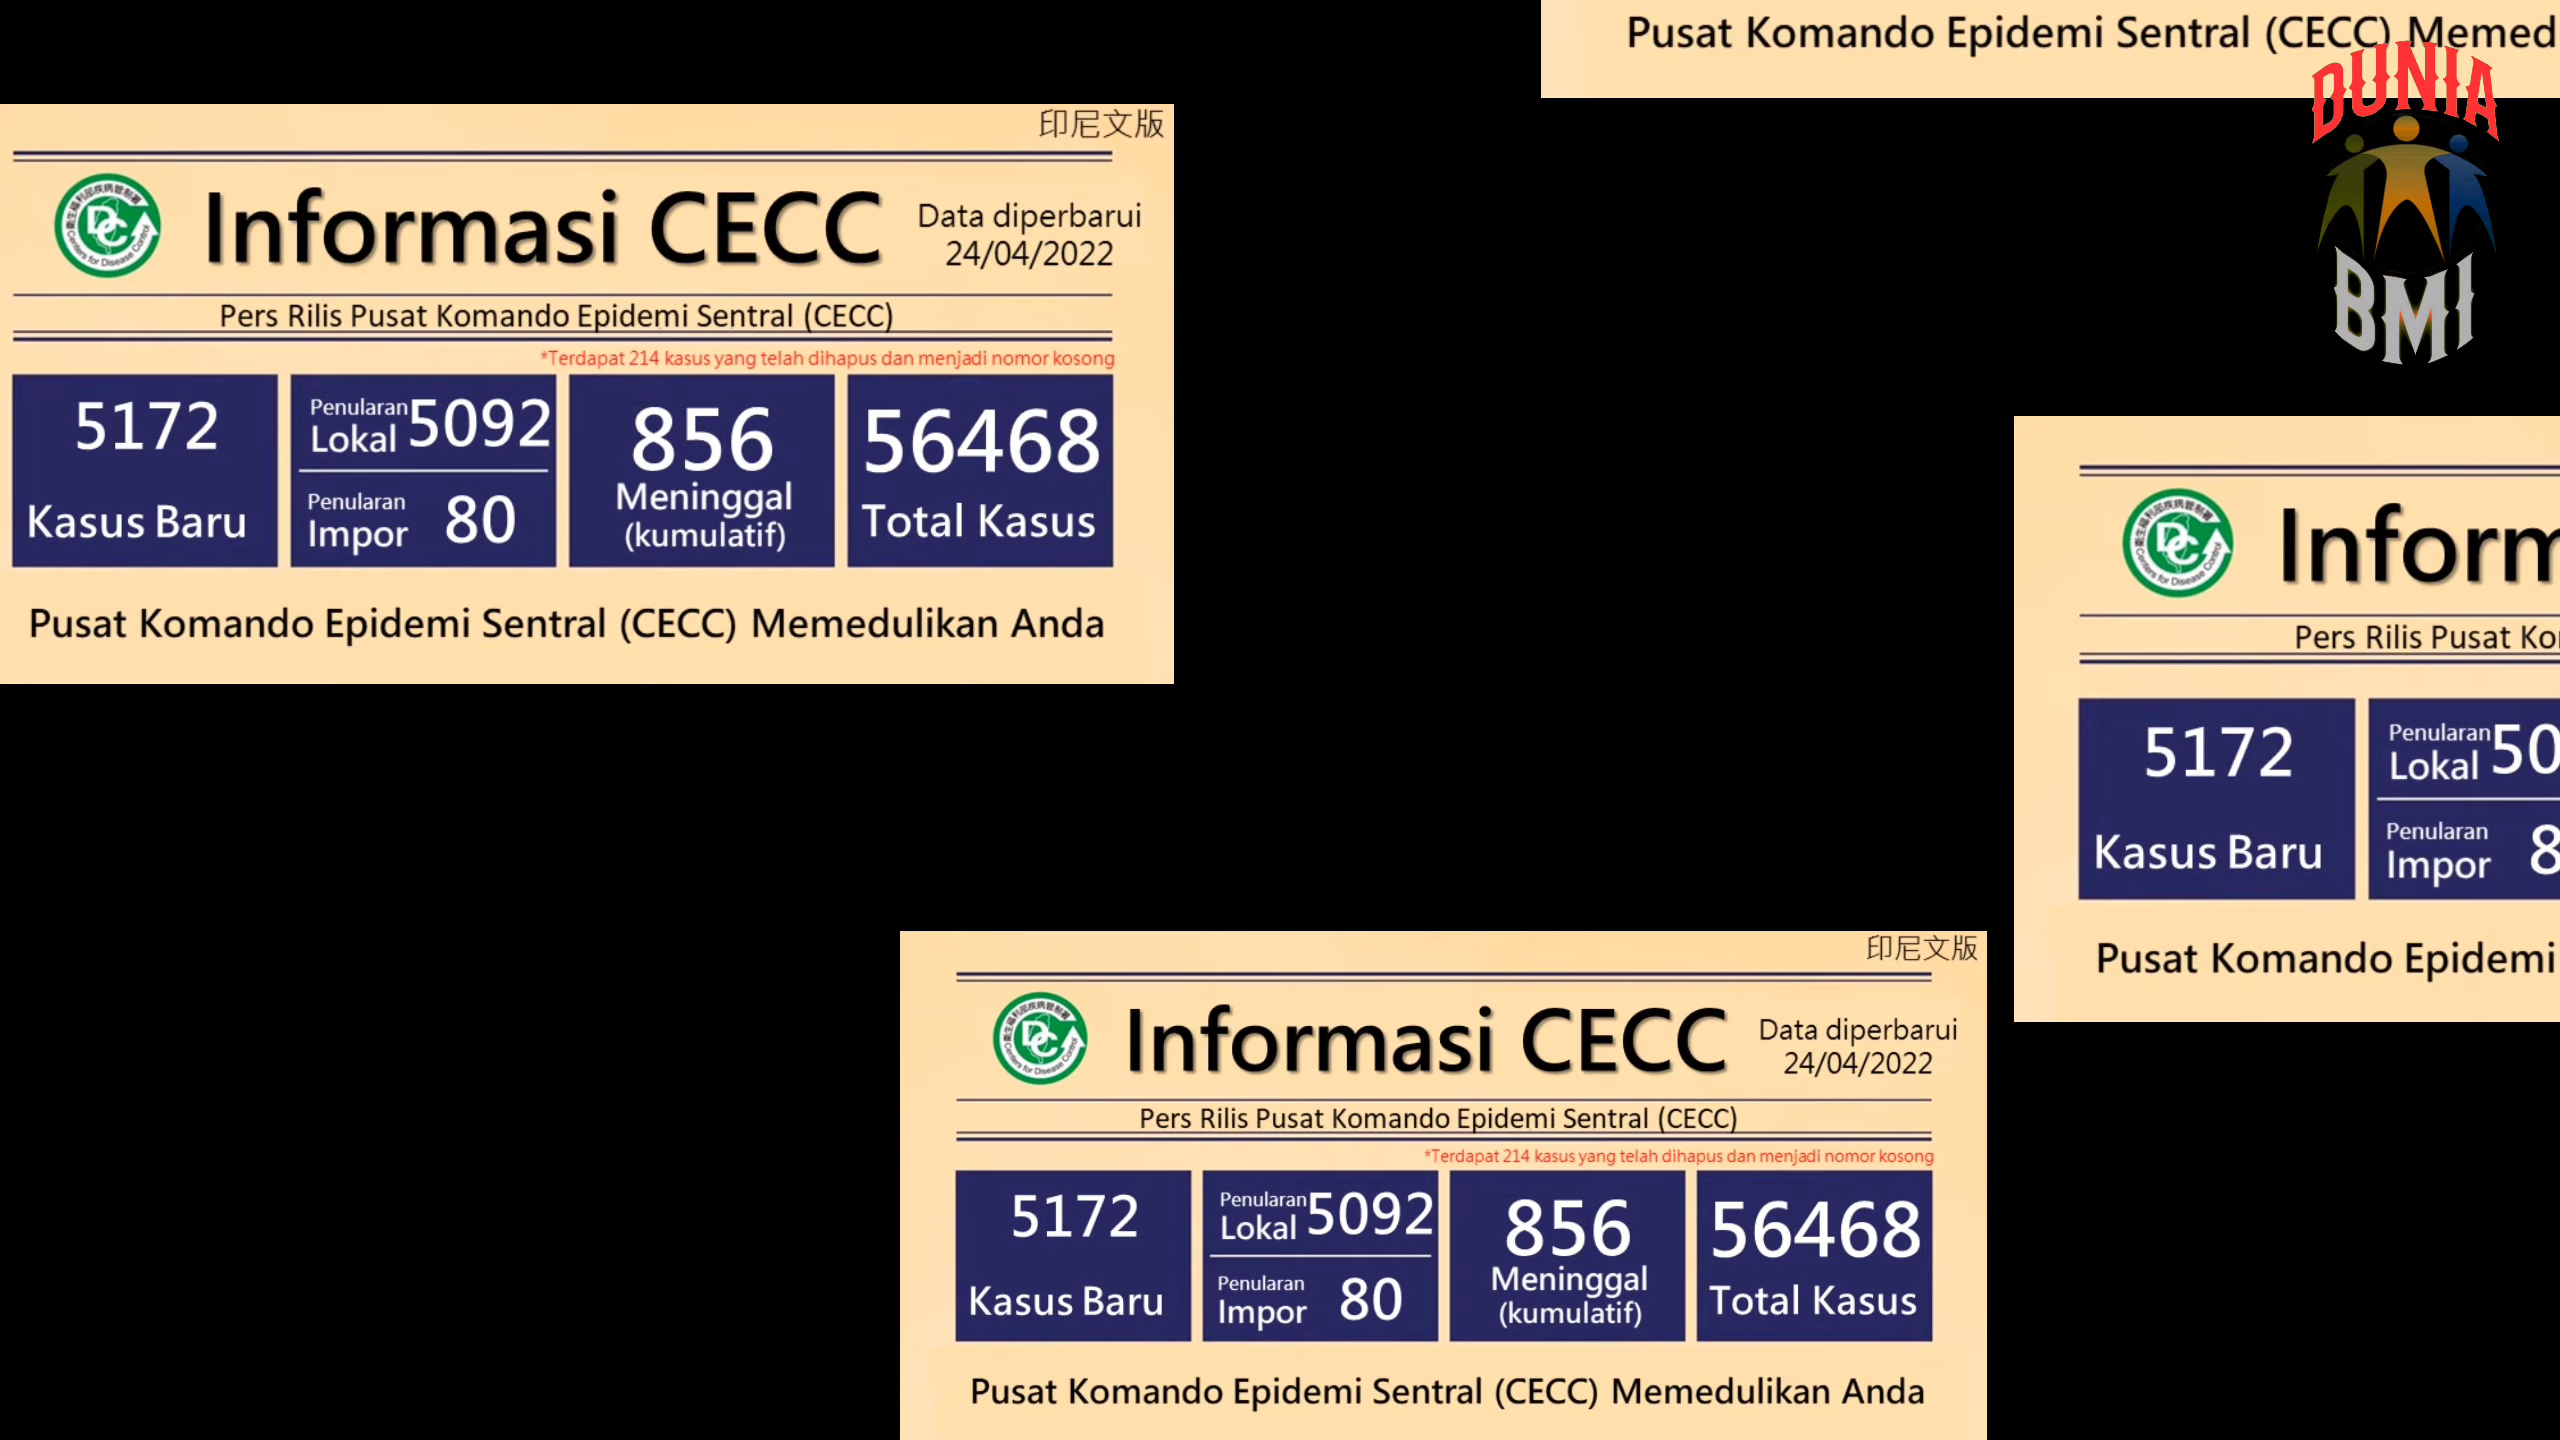 Pusat Komando Epidemi Sentral (CECC) Memed
DUNIA
BMI
印尼文版
Informasi CECC
Data diperbarui
24/04/2022
Pers Rilis Pusat Komando Epidemi Sentral (CECC)
*Terdapat 214 kasus yang telah dihapus dan menjadi nomor kosong
5172
Kasus Baru
Penularan
Lokal 5092
Penularan
Impor 80
856
Meninggal
(kumulatif)
56468
Total Kasus
Pusat Komando Epidemi Sentral (CECC) Memedulikan Anda
Inform
Pers Rilis Pusat Ko
5172
Kasus Baru
Penularan
Lokal 50
Penularan
Impor 8
Pusat Komando Epidemi
印尼文版
Informasi CECC
Data diperbarui
24/04/2022
Pers Rilis Pusat Komando Epidemi Sentral (CECC)
*Terdapat 214 kasus yang telah dihapus dan menjadi nomor kosong
5172
Kasus Baru
Penularan
Lokal 5092
Penularan
Impor 80
856
Meninggal
(kumulatif)
56468
Total Kasus
Pusat Komando Epidemi Sentral (CECC) Memedulikan Anda